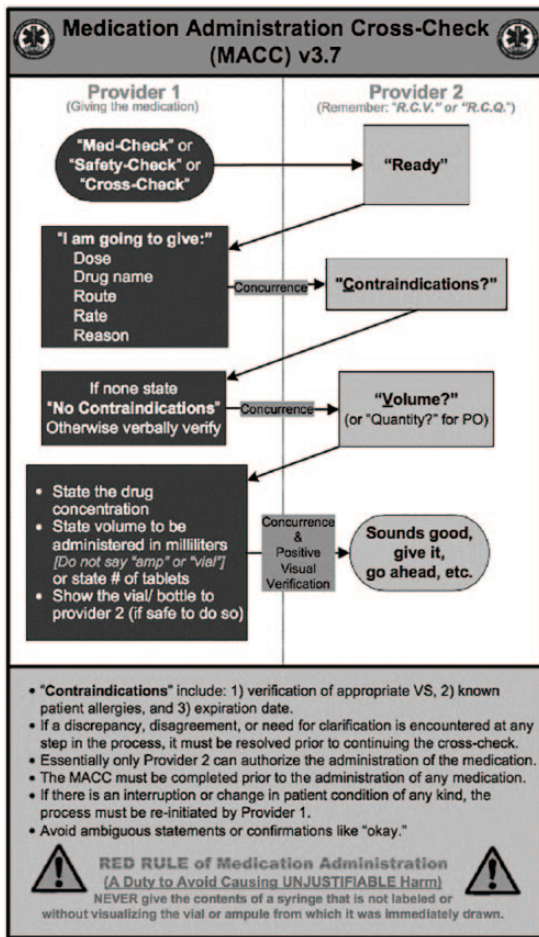 Medication Administration Cross-Check
(MACC) v3.7
Provider 1
(Giving the medication)
Provider 2
(Remember: "R.C.V." or "R.C.Q.")
"Med-Check" or
"Safety-Check" or
"Cross-Check"
"Ready"
"I am going to give:"
Dose
Drug name
Route
Rate
Reason
Concurrence
"Contraindications?"
If none state
"No Contraindications"
Otherwise verbally verify
Concurrence
"Volume?"
(or "Quantity?" for PO)
• State the drug
concentration
• State volume to be
administered in milliliters
[Do not say "amp" or "vial"]
or state # of tablets
• Show the vial/ bottle to
provider 2 (if safe to do so)
Concurrence
&
Positive
Visual
Verification
Sounds good,
give it,
go ahead, etc.
• "Contraindications" include: 1) verification of appropriate VS, 2) known
patient allergies, and 3) expiration date.
• If a discrepancy, disagreement, or need for clarification is encountered at any
step in the process, it must be resolved prior to continuing the cross-check.
• Essentially only Provider 2 can authorize the administration of the medication.
• The MACC must be completed prior to the administration of any medication.
• If there is an interruption or change in patient condition of any kind, the
process must be re-initiated by Provider 1.
• Avoid ambiguous statements or confirmations like "okay."
RED RULE of Medication Administration
(A Duty to Avoid Causing UNJUSTIFIABLE Harm)
NEVER give the contents of a syringe that is not labeled or
without visualizing the vial or ampule from which it was immediately drawn.